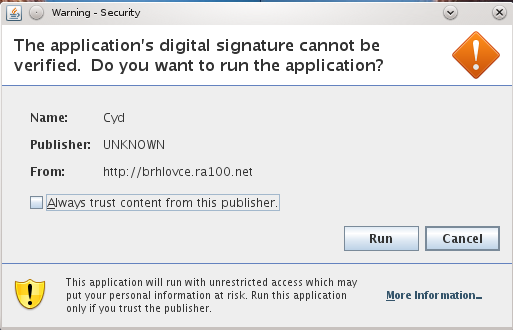 Warning - Security
The application's digital signature cannot be
verified. Do you want to run the application?
Name: Cyd
Publisher: UNKNOWN
From: http://brhlovce.ra100.net
Always trust content from this publisher.
Run Cancel
This application will run with unrestricted access which may
put your personal information at risk. Run this application
only if you trust the publisher.
More Information...